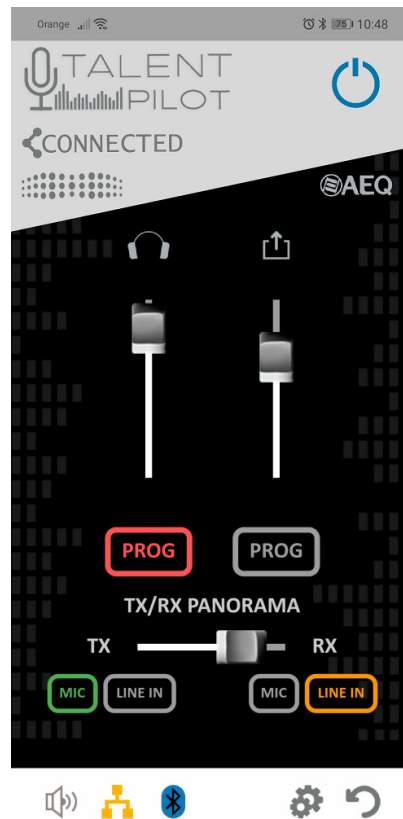 Orange 75 10:48
TALENT
PILOT
CONNECTED
AEQ
PROG PROG
TX/RX PANORAMA
TX RX
MIC LINE IN MIC LINE IN